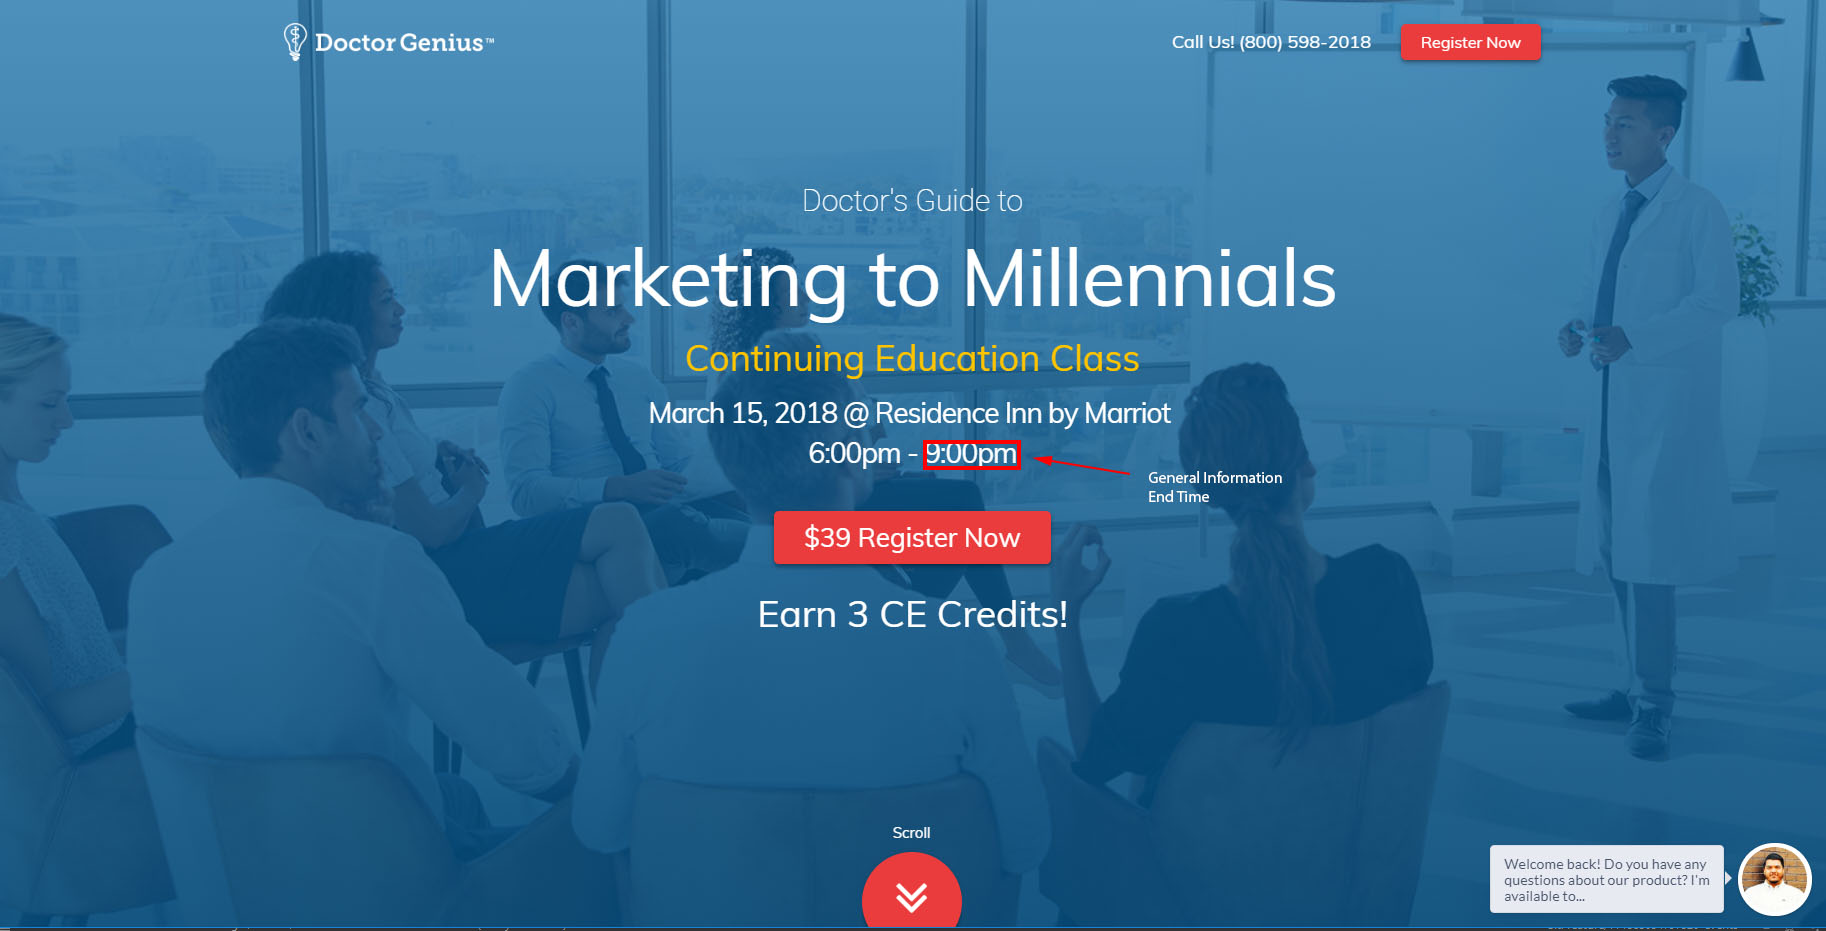 Doctor Genius™
Call Us! (800) 598-2018
Register Now
Doctor's Guide to
Marketing to Millennials
Continuing Education Class
March 15, 2018 @ Residence Inn by Marriot
6:00pm - 9:00pm
General Information
End Time
$39 Register Now
Earn 3 CE Credits!
Scroll
Welcome back! Do you have any
questions about our product? I'm
available to...